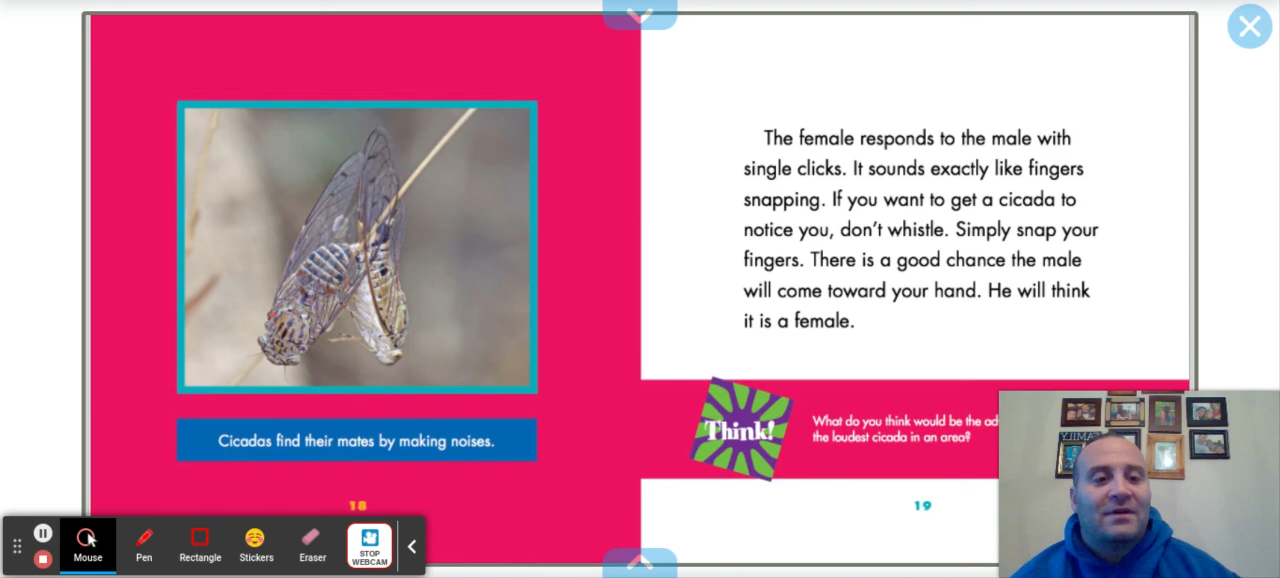 The female responds to the male with
single clicks. It sounds exactly like fingers
snapping. If you want to get a cicada to
notice you, don't whistle. Simply snap your
fingers. There is a good chance the male
will come toward your hand. He will think
it is a female.
Cicadas find their mates by making noises.
Think!
What do you think would be the ad
the loudest cicada in an area?
18
19
Mouse
Pen
Rectangle
Stickers
Eraser
STOP
WEBCAM
FAMILY